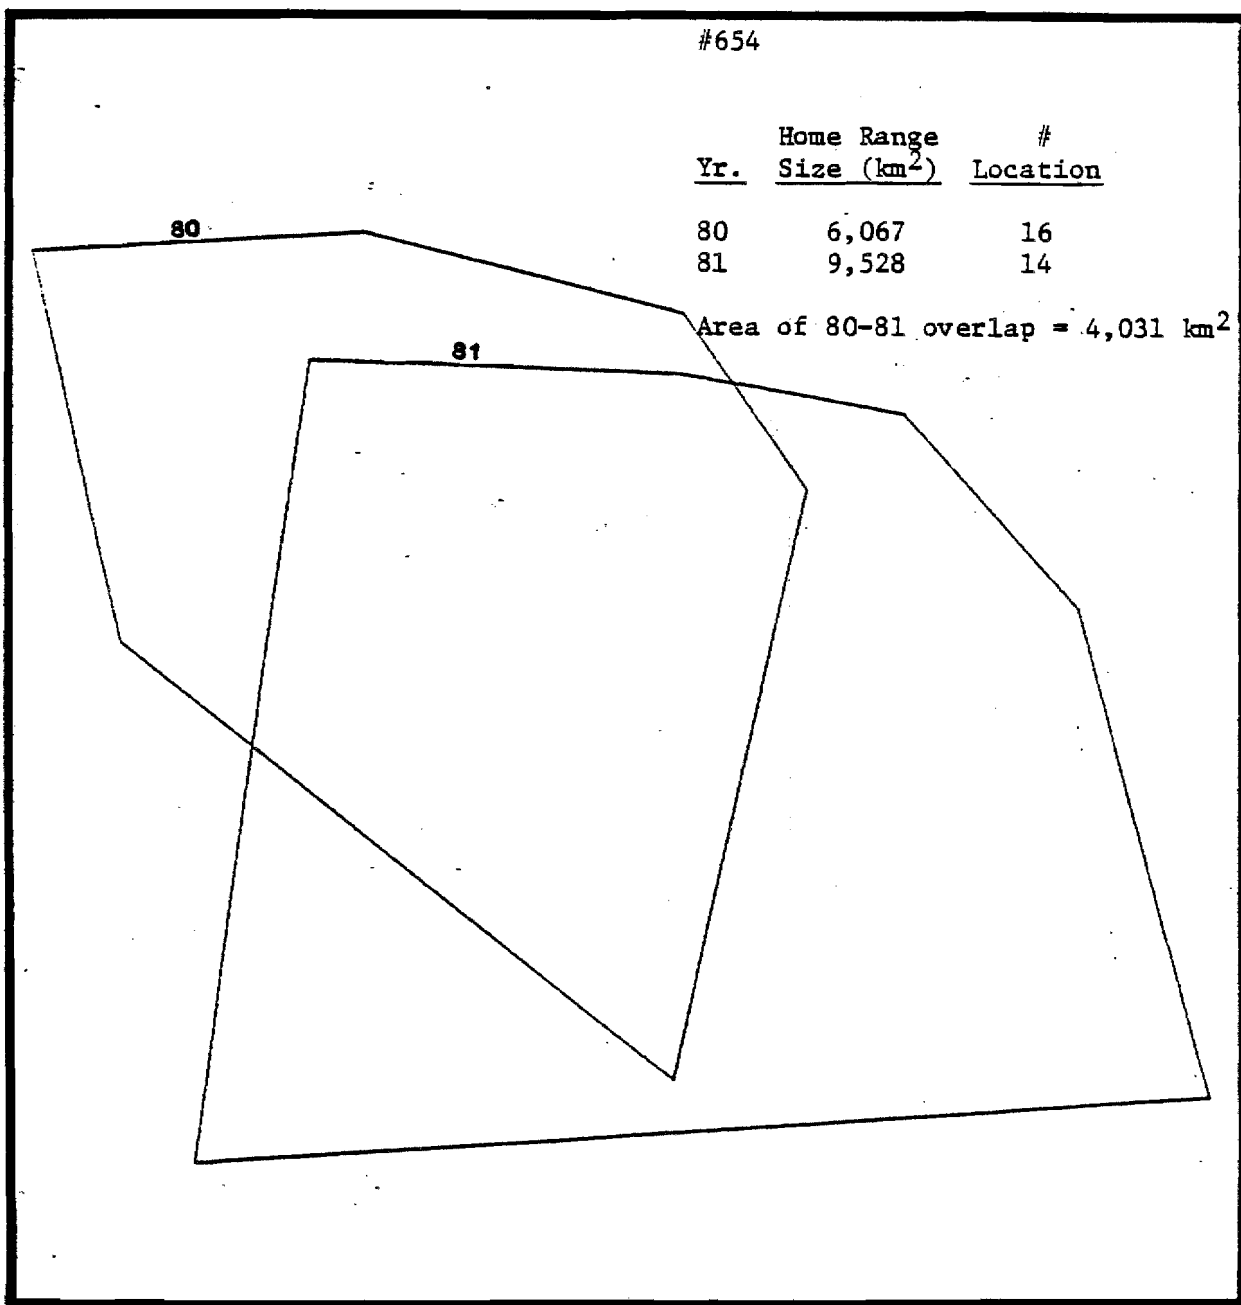 #654
Home Range #
Yr. Size (km²) Location
80 6,067 16
81 9,528 14
Area of 80-81 overlap = 4,031 km²
80
81